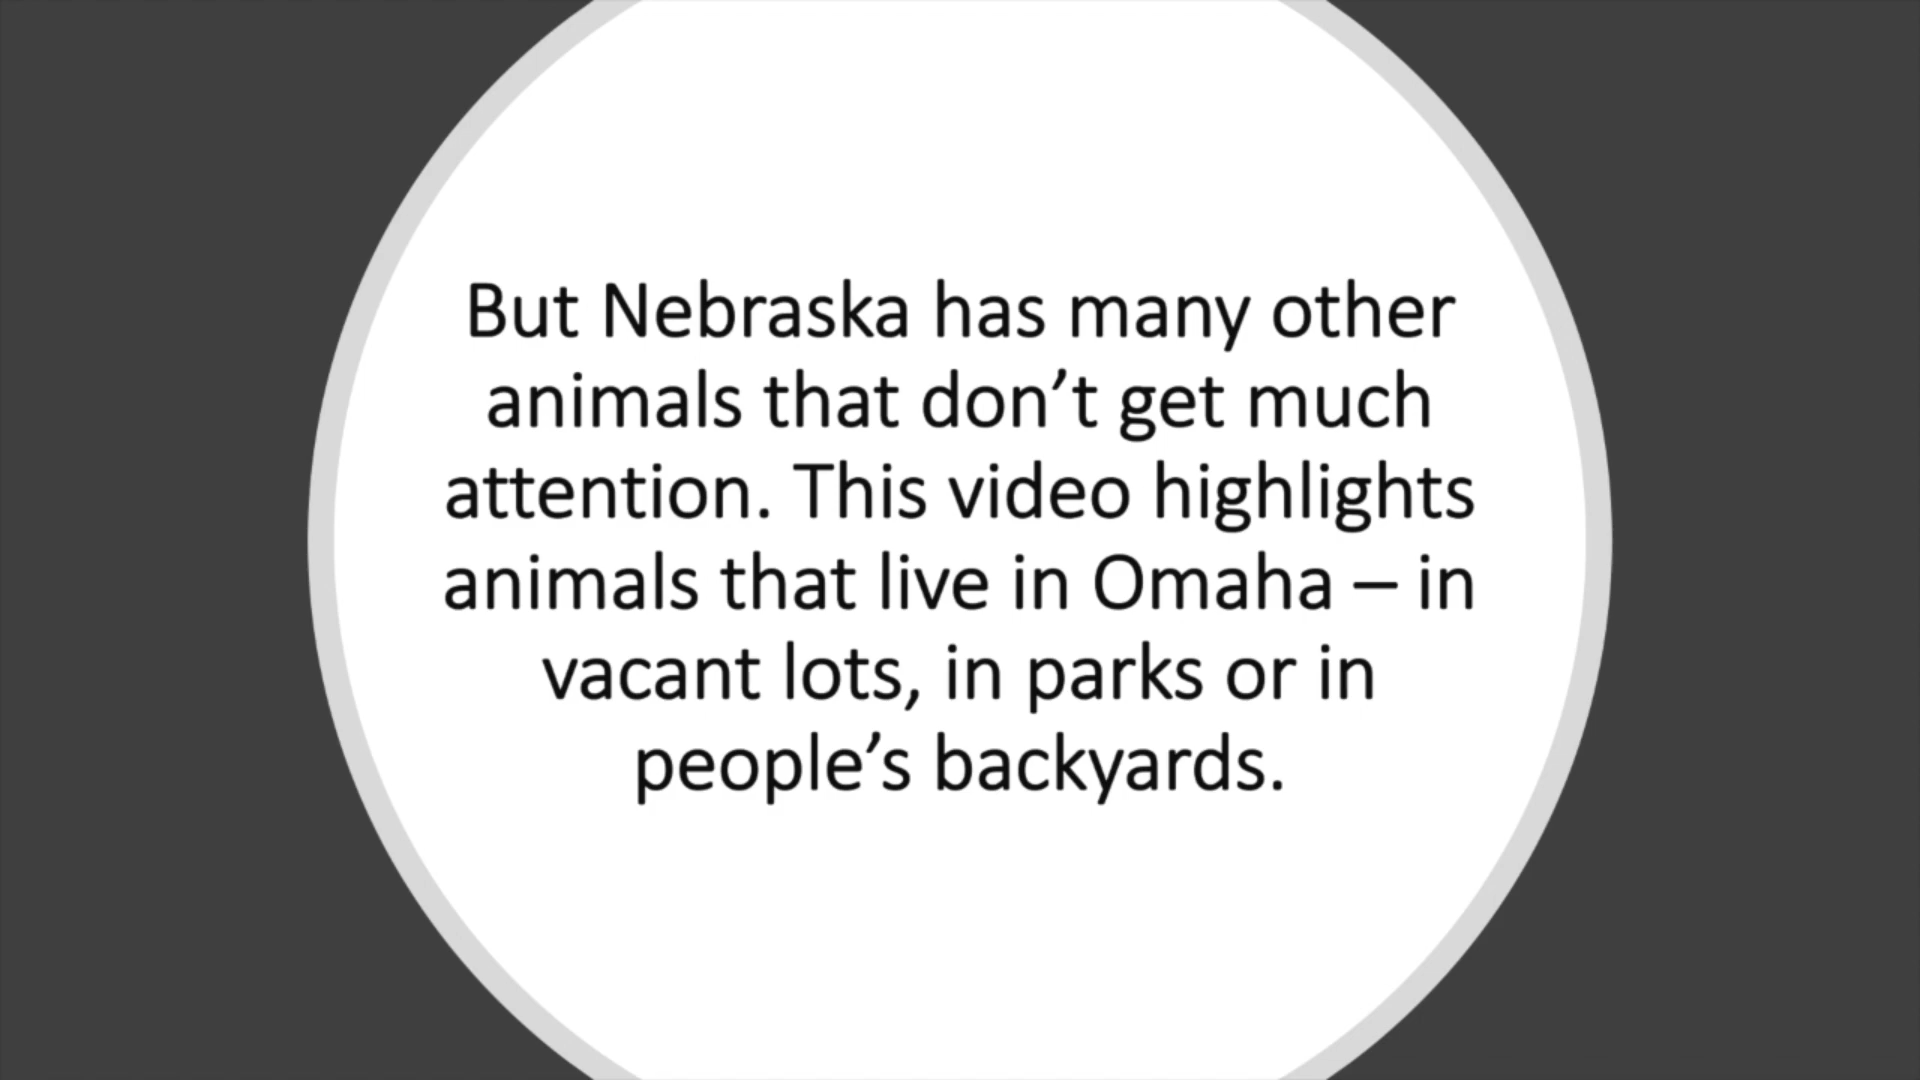 But Nebraska has many other
animals that don’t get much
attention. This video highlights
animals that live in Omaha – in
vacant lots, in parks or in
people’s backyards.